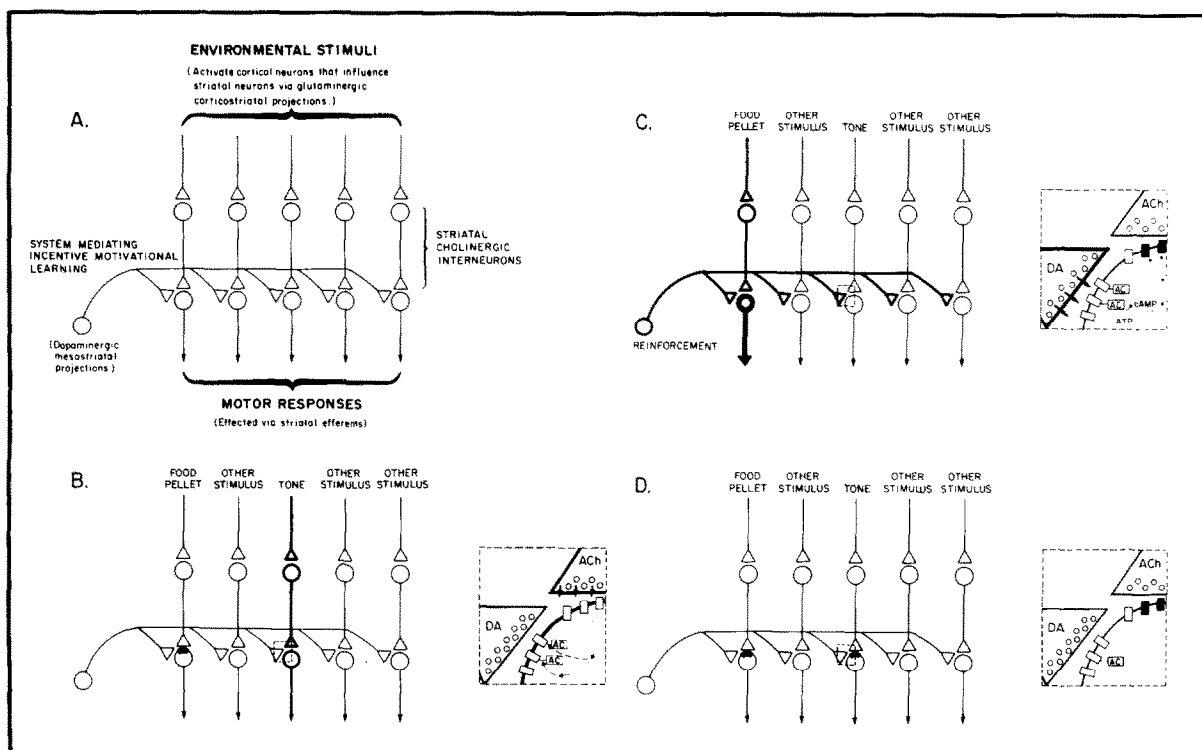 A.
ENVIRONMENTAL STIMULI
(Activate cortical neurons that influence
striatal neurons via glutaminergic
corticostriatal projections.)
SYSTEM MEDIATING
INCENTIVE MOTIVATIONAL
LEARNING
STRIATAL
CHOLINERGIC
INTERNEURONS
(Dopaminergic
mesostriatal
projections)
MOTOR RESPONSES
(Effected via striatal efferents)
B.
FOOD PELLET
OTHER STIMULUS
TONE
OTHER STIMULUS
OTHER STIMULUS
ACh
DA
AC
AC
C.
FOOD PELLET
OTHER STIMULUS
TONE
OTHER STIMULUS
OTHER STIMULUS
REINFORCEMENT
ACh
DA
AC
AC
cAMP
ATP
D.
FOOD PELLET
OTHER STIMULUS
TONE
OTHER STIMULUS
OTHER STIMULUS
ACh
DA
AC